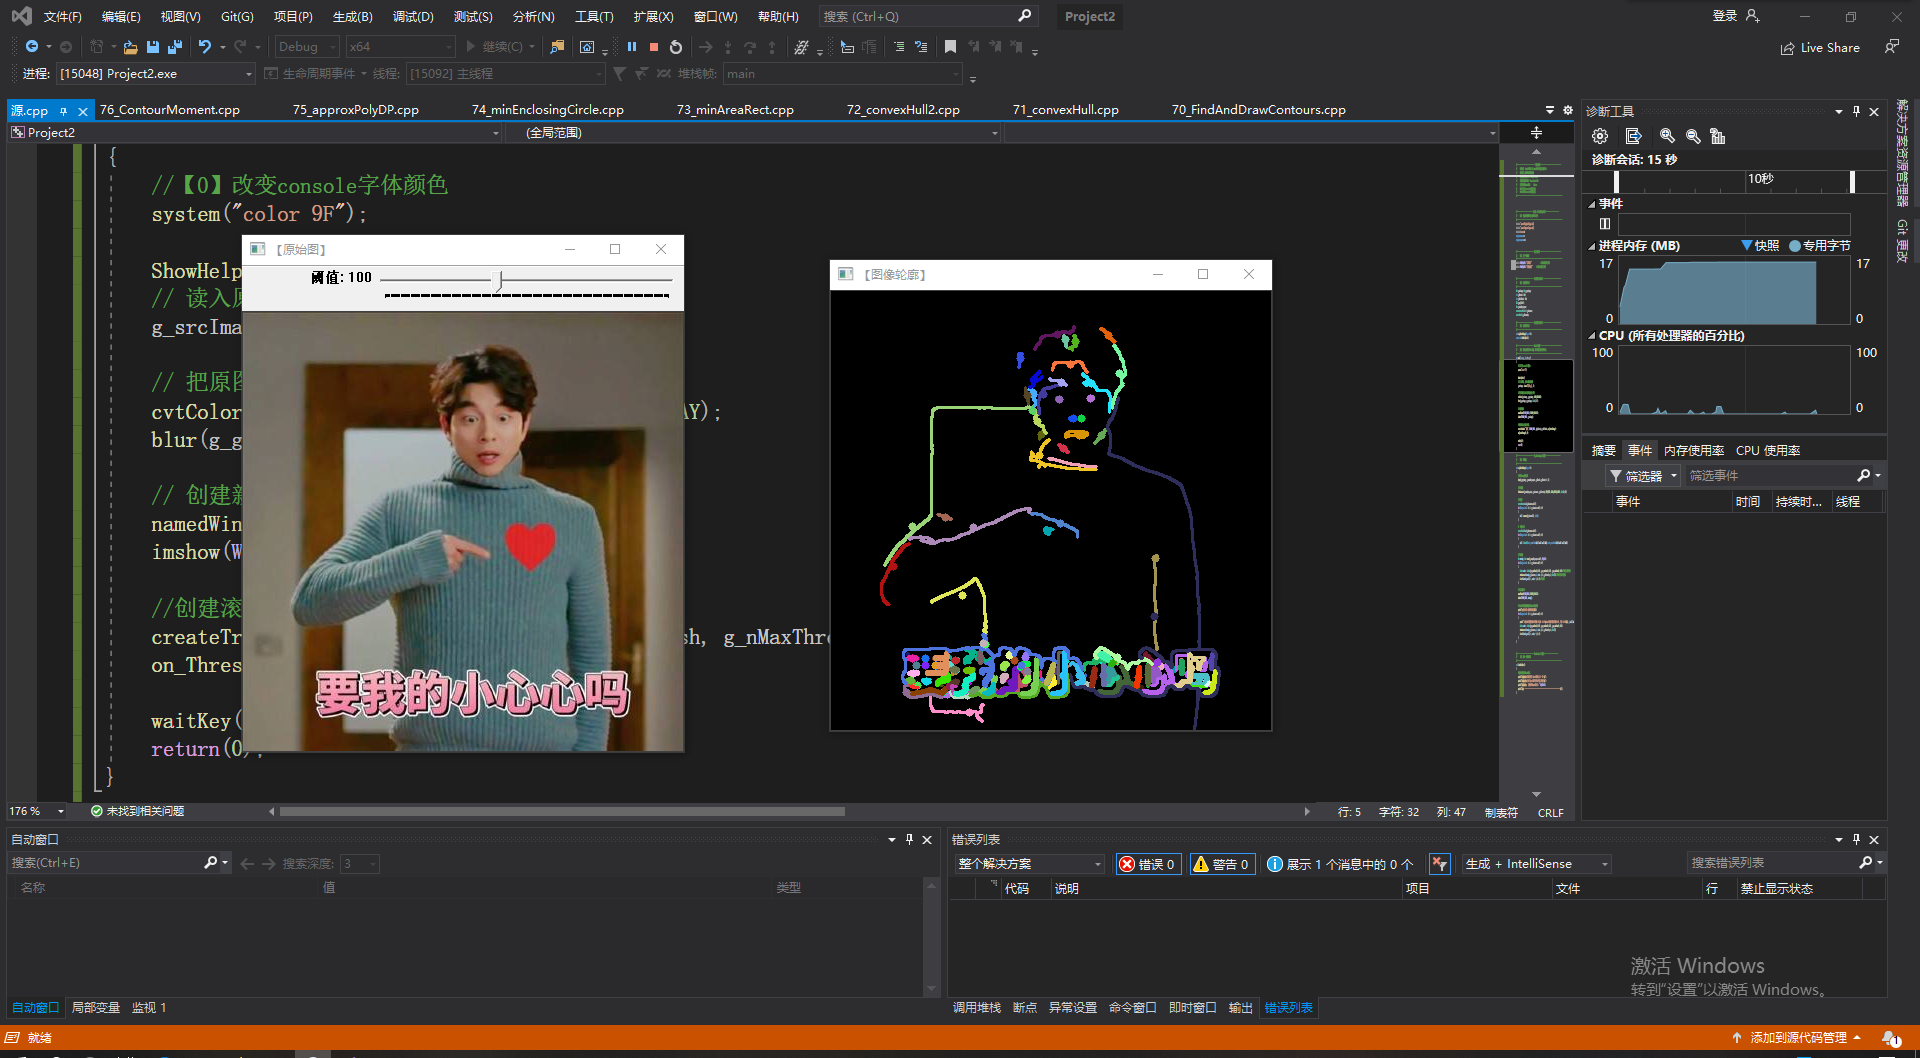 文件(F) 编辑(E) 视图(V) Git(G) 项目(P) 生成(B) 调试(D) 测试(S) 分析(N) 工具(T) 扩展(X) 窗口(W) 帮助(H) 搜索 (Ctrl+Q) Project2 登录
Debug x64 继续(C) Live Share
进程: [15048] Project2.exe 生命周期事件 线程: [15092] 主线程 堆栈帧: main
源.cpp 76_ContourMoment.cpp 75_approxPolyDP.cpp 74_minEnclosingCircle.cpp 73_minAreaRect.cpp 72_convexHull2.cpp 71_convexHull.cpp 70_FindAndDrawContours.cpp
Project2 (全局范围)
{
//【0】改变console字体颜色
system("color 9F");
ShowHelp
// 读入原
g_srcIma
// 把原图
cvtColor AY);
blur(g_g
// 创建新
namedWin
imshow(W
//创建滚
createTr sh, g_nMaxThre
on_Thres
waitKey(
return(0);
}
【原始图】
阈值: 100
要我的小心心吗
【图像轮廓】
176 % 未找到相关问题 行: 5 字符: 32 列: 47 制表符 CRLF
诊断工具
诊断会话: 15 秒
10秒
事件
进程内存 (MB) 快照 专用字节
17 17
0 0
CPU (所有处理器的百分比)
100 100
0 0
摘要 事件 内存使用率 CPU 使用率
筛选器 筛选事件
事件 时间 持续时... 线程
解决方案资源管理器
Git 更改
自动窗口
搜索(Ctrl+E) 搜索深度: 3
名称 值 类型
自动窗口 局部变量 监视 1
错误列表
整个解决方案 错误 0 警告 0 展示 1 个消息中的 0 个 生成 + IntelliSense 搜索错误列表
代码 说明 项目 文件 行 禁止显示状态
激活 Windows
转到"设置"以激活 Windows。
调用堆栈 断点 异常设置 命令窗口 即时窗口 输出 错误列表
就绪 添加到源代码管理 1